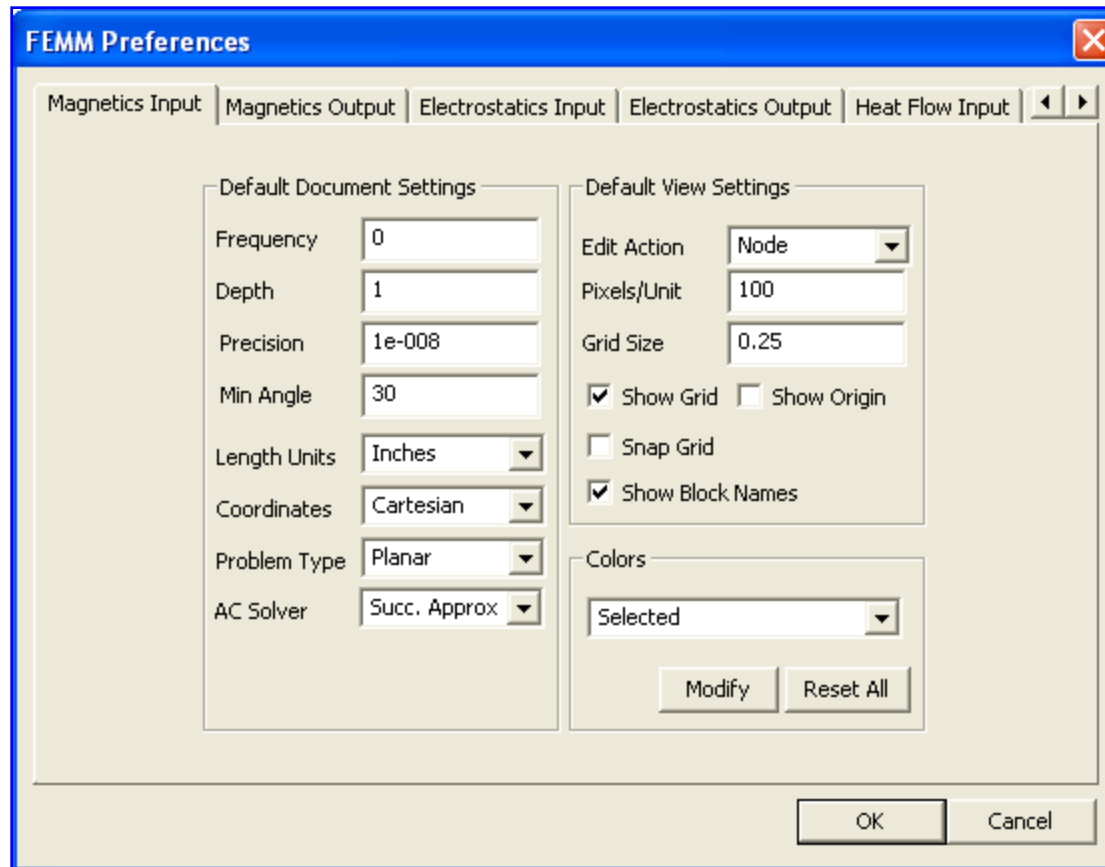 FEMM Preferences
Magnetics Input Magnetics Output Electrostatics Input Electrostatics Output Heat Flow Input
Default Document Settings
Frequency 0
Depth 1
Precision 1e-008
Min Angle 30
Length Units Inches
Coordinates Cartesian
Problem Type Planar
AC Solver Succ. Approx
Default View Settings
Edit Action Node
Pixels/Unit 100
Grid Size 0.25
Show Grid Show Origin
Snap Grid
Show Block Names
Colors
Selected
Modify Reset All
OK Cancel